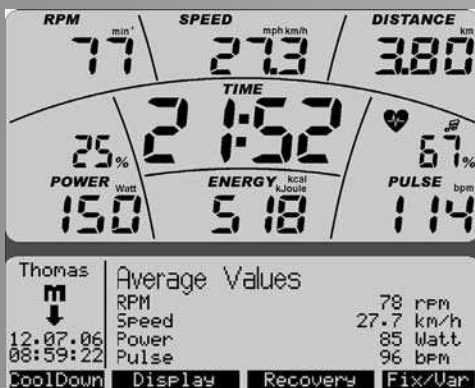 RPM SPEED DISTANCE
min⁻ mph km/h km
77 27.3 3.80
TIME
25% 21:52 67%
POWER Watt ENERGY kcal kJoule PULSE bpm
150 518 114
Thomas Average Values
m RPM 78 rpm
Speed 27.7 km/h
12.07.06 Power 85 Watt
08:59:22 Pulse 96 bpm
CoolDown Display Recovery Fix/Var